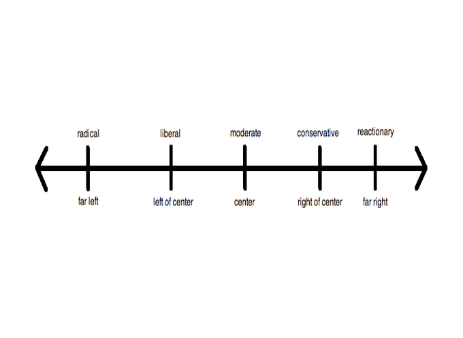 radical liberal moderate conservative reactionary
far left left of center center right of center far right